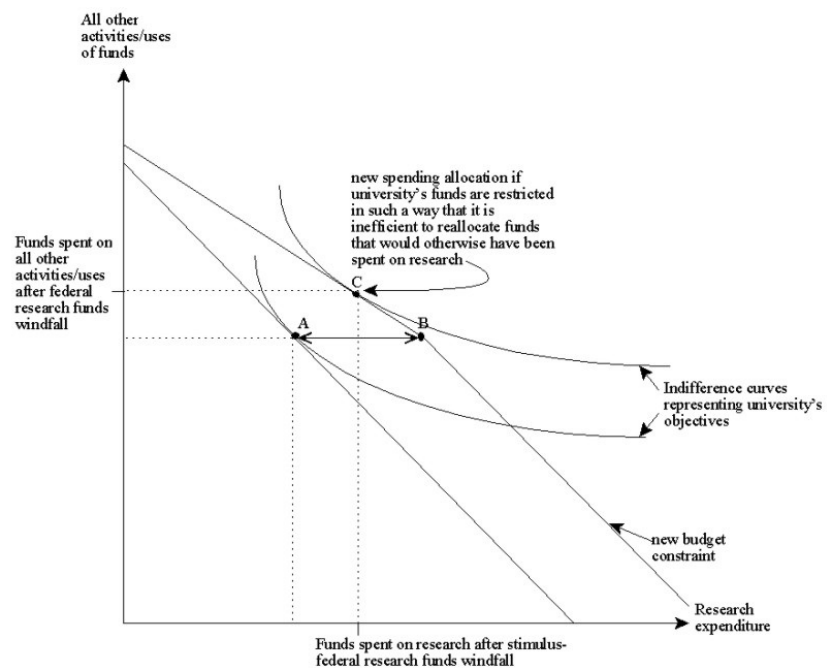 All other
activities/uses
of funds
new spending allocation if
university's funds are restricted
in such a way that it is
inefficient to reallocate funds
that would otherwise have been
spent on research
Funds spent on
all other
activities/uses
after federal
research funds
windfall
C
A
B
Indifference curves
representing university's
objectives
new budget
constraint
Research
expenditure
Funds spent on research after stimulus-
federal research funds windfall